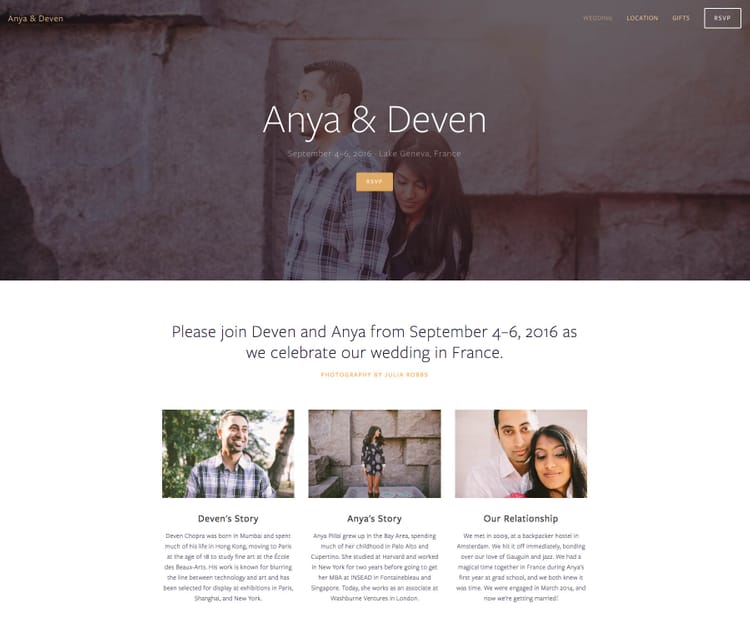 Anya & Deven
WEDDING LOCATION GIFTS RSVP
Anya & Deven
September 4–6, 2016 · Lake Geneva, France
RSVP
Please join Deven and Anya from September 4–6, 2016 as
we celebrate our wedding in France.
PHOTOGRAPHY BY JULIA ROBBS
Deven's Story
Deven Chopra was born in Mumbai and spent
much of his life in Hong Kong, moving to Paris
at the age of 18 to study fine art at the École
des Beaux-Arts. His work is known for blurring
the line between technology and art and has
been selected for display at exhibitions in Paris,
Shanghai, and New York.
Anya's Story
Anya Pillai grew up in the Bay Area, spending
much of her childhood in Palo Alto and
Cupertino. She studied at Harvard and worked
in New York for two years before going to get
her MBA at INSEAD in Fontainebleau and
Singapore. Today, she works as an associate at
Washburne Ventures in London.
Our Relationship
We met in 2009, at a backpacker hostel in
Amsterdam. We hit it off immediately, bonding
over our love of Gauguin and jazz. We had a
magical time together in France during Anya's
first year at grad school, and we both knew it
was time. We were engaged in March 2014, and
now we're getting married!